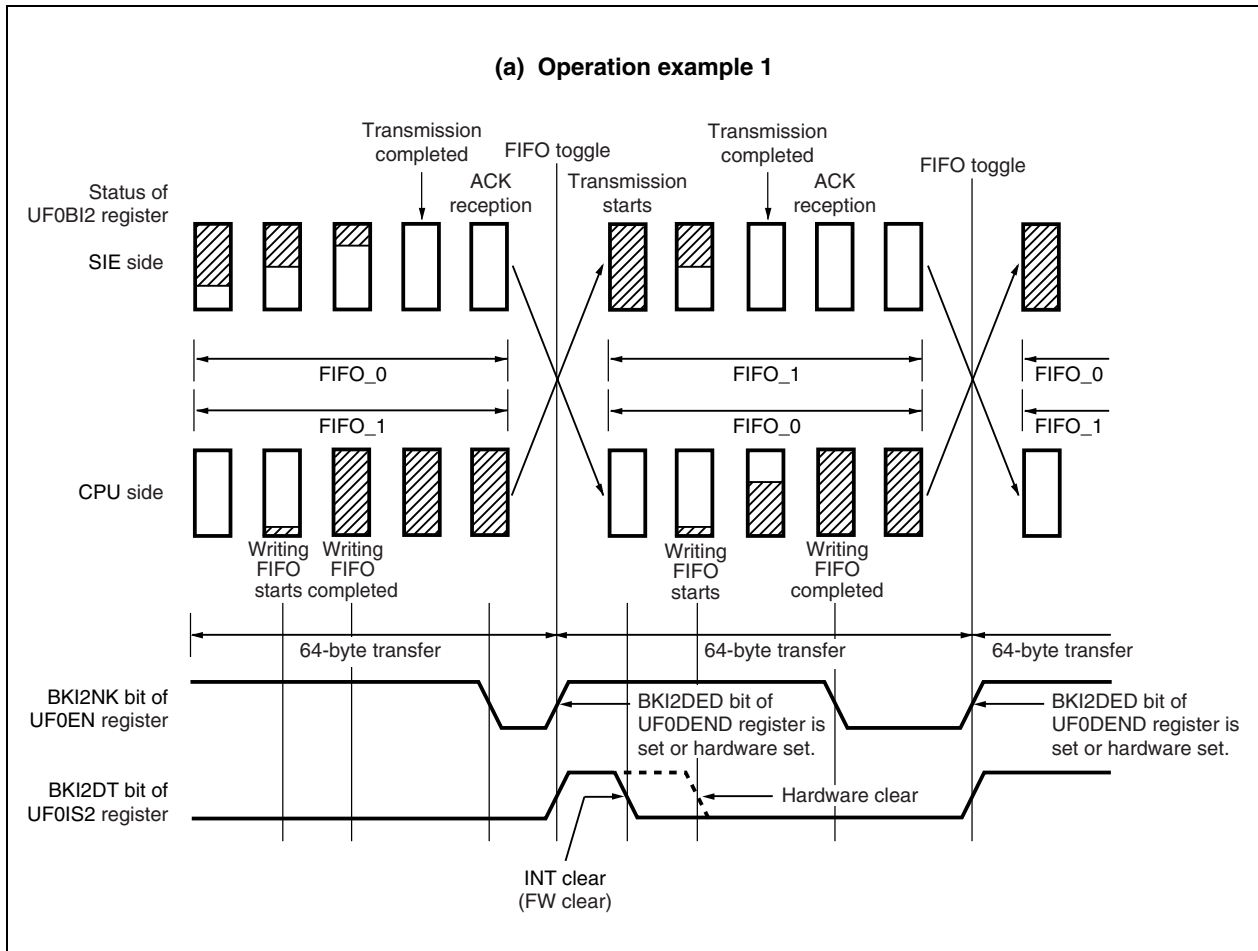 (a) Operation example 1
Transmission
completed
FIFO toggle
Transmission
completed
FIFO toggle
Status of
UF0BI2 register
ACK
reception
Transmission
starts
ACK
reception
SIE side
FIFO_0
FIFO_1
FIFO_0
FIFO_1
FIFO_0
FIFO_1
CPU side
Writing
FIFO
starts
Writing
FIFO
completed
Writing
FIFO
starts
Writing
FIFO
completed
64-byte transfer
64-byte transfer
64-byte transfer
BKI2NK bit of
UF0EN register
BKI2DED bit of
UF0DEND register is
set or hardware set.
BKI2DED bit of
UF0DEND register is
set or hardware set.
BKI2DT bit of
UF0IS2 register
Hardware clear
INT clear
(FW clear)